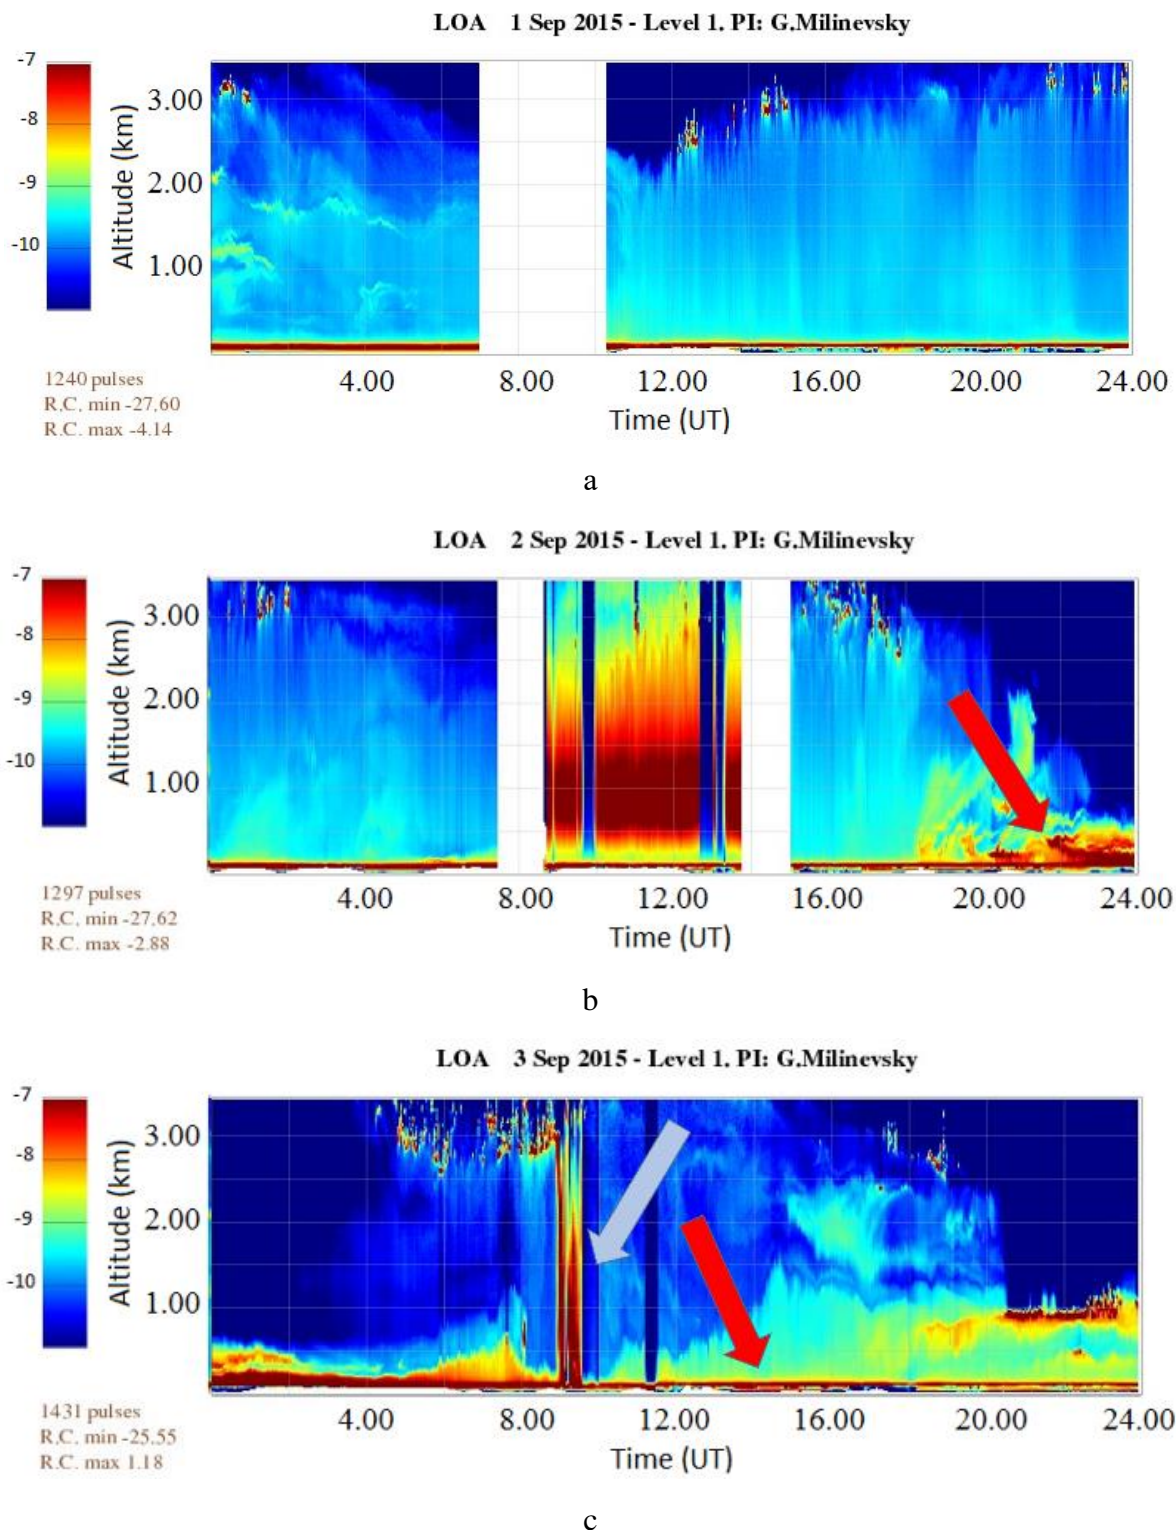 LOA 1 Sep 2015 - Level 1. PI: G.Milinevsky
-7
-8
-9
-10
Altitude (km)
3.00
2.00
1.00
1240 pulses
R.C. min -27.60
R.C. max -4.14
4.00 8.00 12.00 16.00 20.00 24.00
Time (UT)
a
LOA 2 Sep 2015 - Level 1. PI: G.Milinevsky
-7
-8
-9
-10
Altitude (km)
3.00
2.00
1.00
1297 pulses
R.C. min -27.62
R.C. max -2.88
4.00 8.00 12.00 16.00 20.00 24.00
Time (UT)
b
LOA 3 Sep 2015 - Level 1. PI: G.Milinevsky
-7
-8
-9
-10
Altitude (km)
3.00
2.00
1.00
1431 pulses
R.C. min -25.55
R.C. max 1.18
4.00 8.00 12.00 16.00 20.00 24.00
Time (UT)
c